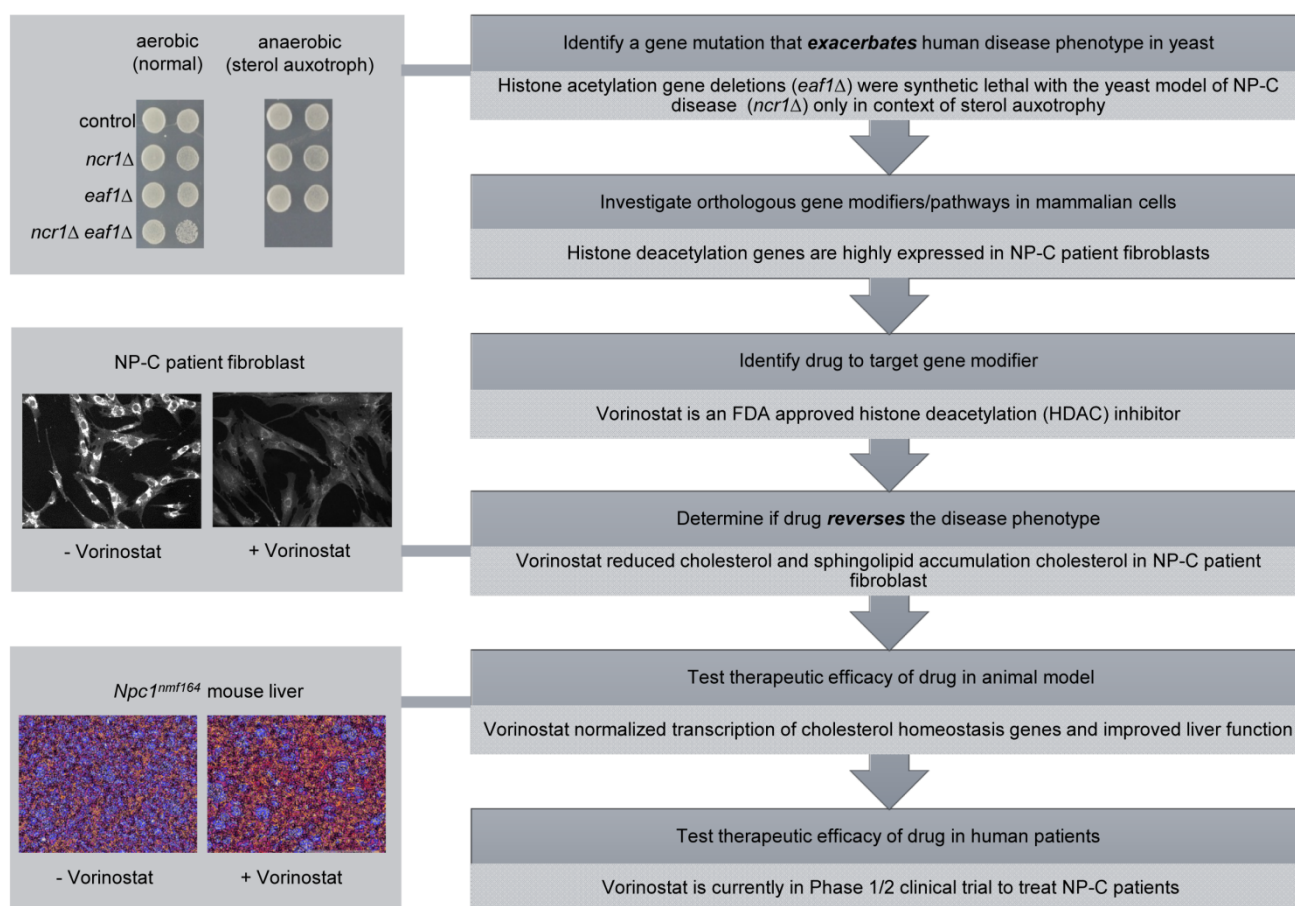 aerobic
(normal)
anaerobic
(sterol auxotroph)
control
ncr1Δ
eaf1Δ
ncr1Δ eaf1Δ
Identify a gene mutation that exacerbates human disease phenotype in yeast
Histone acetylation gene deletions (eaf1Δ) were synthetic lethal with the yeast model of NP-C
disease (ncr1Δ) only in context of sterol auxotrophy
Investigate orthologous gene modifiers/pathways in mammalian cells
Histone deacetylation genes are highly expressed in NP-C patient fibroblasts
NP-C patient fibroblast
- Vorinostat
+ Vorinostat
Identify drug to target gene modifier
Vorinostat is an FDA approved histone deacetylation (HDAC) inhibitor
Determine if drug reverses the disease phenotype
Vorinostat reduced cholesterol and sphingolipid accumulation cholesterol in NP-C patient
fibroblast
Npc1nmf164 mouse liver
- Vorinostat
+ Vorinostat
Test therapeutic efficacy of drug in animal model
Vorinostat normalized transcription of cholesterol homeostasis genes and improved liver function
Test therapeutic efficacy of drug in human patients
Vorinostat is currently in Phase 1/2 clinical trial to treat NP-C patients